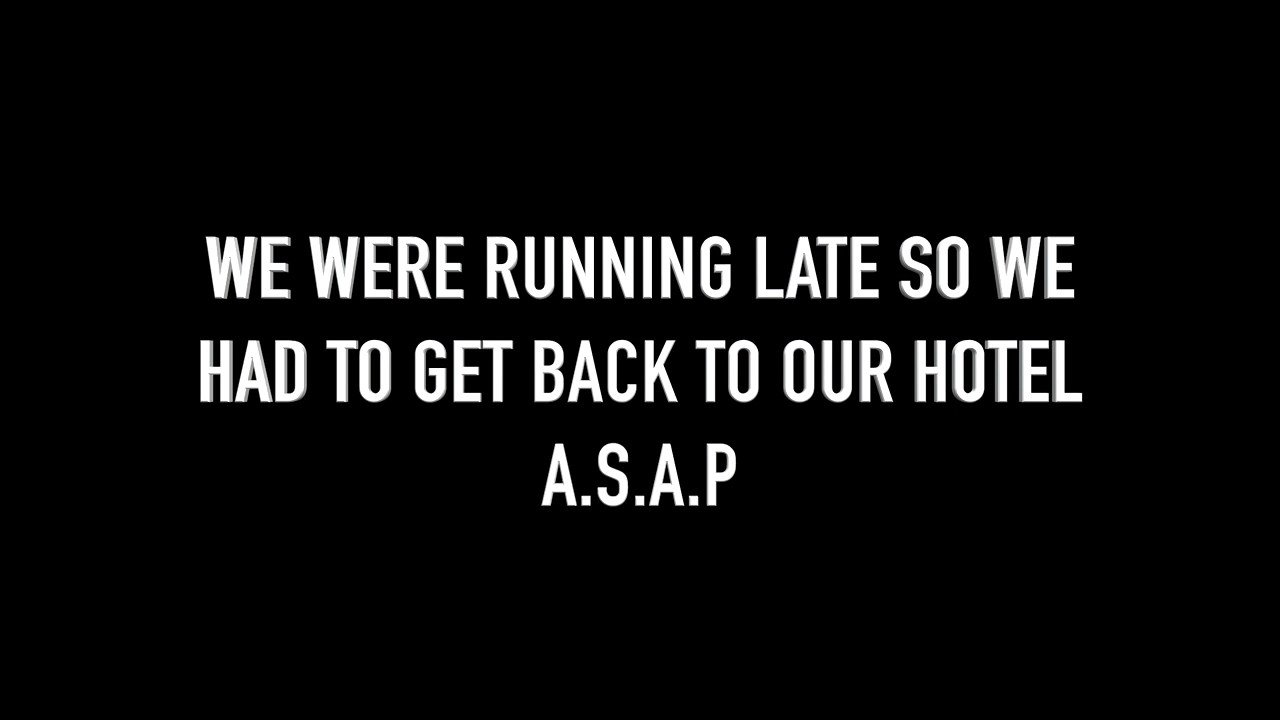 WE WERE RUNNING LATE SO WE
HAD TO GET BACK TO OUR HOTEL
A.S.A.P